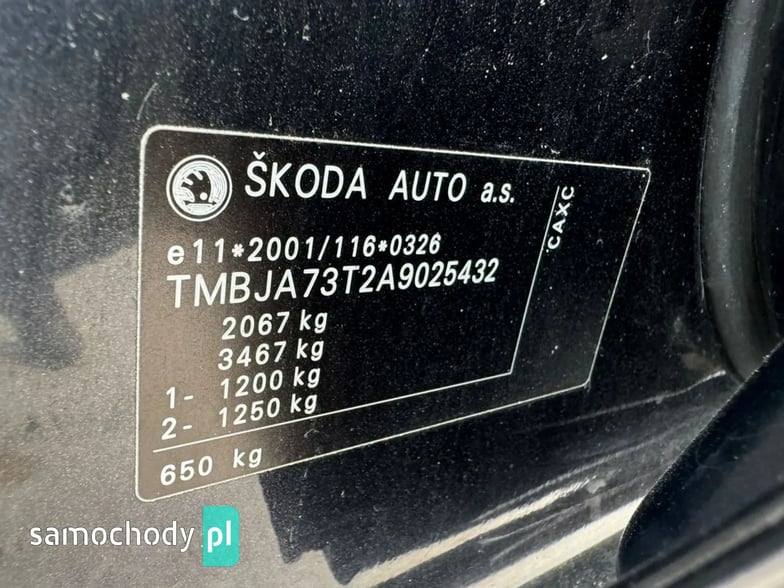 ŠKODA AUTO a.s.
e11*2001/116*0326
TMBJA73T2A9025432
2067 kg
3467 kg
1- 1200 kg
2- 1250 kg
650 kg
CAXC
samochody pl